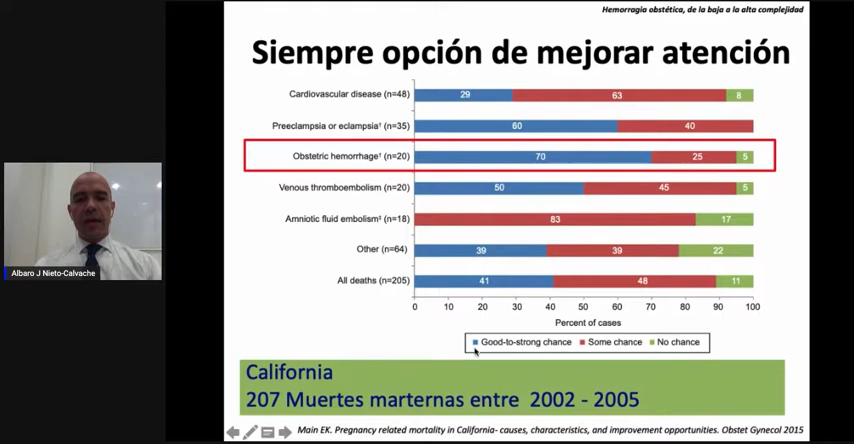 Hemorragia obstétrica, de la baja a la alta complejidad
Siempre opción de mejorar atención
Cardiovascular disease (n=48) 29 63 8
Preeclampsia or eclampsia† (n=35) 60 40
Obstetric hemorrhage† (n=20) 70 25 5
Venous thromboembolism (n=20) 50 45 5
Amniotic fluid embolism‡ (n=18) 83 17
Other (n=64) 39 39 22
All deaths (n=205) 41 48 11
0 10 20 30 40 50 60 70 80 90 100
Percent of cases
Good-to-strong chance Some chance No chance
Albaro J Nieto-Calvache
California
207 Muertes marternas entre 2002 - 2005
Main EK. Pregnancy related mortality in California- causes, characteristics, and improvement opportunities. Obstet Gynecol 2015